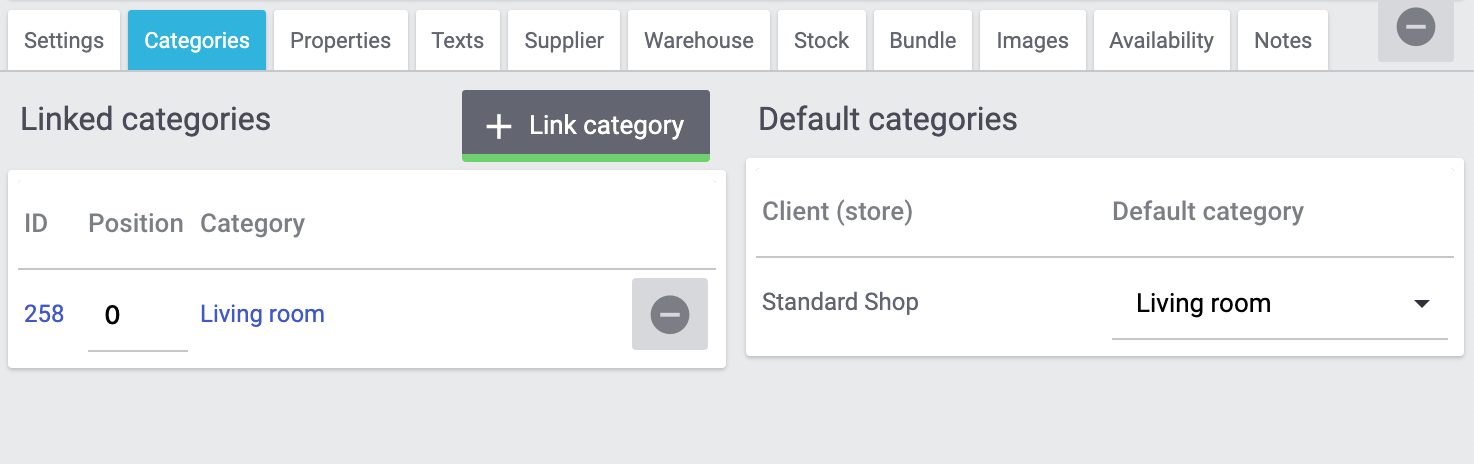 Settings Categories Properties Texts Supplier Warehouse Stock Bundle Images Availability Notes
Linked categories
+ Link category
ID Position Category
258 0 Living room
Default categories
Client (store) Default category
Standard Shop Living room